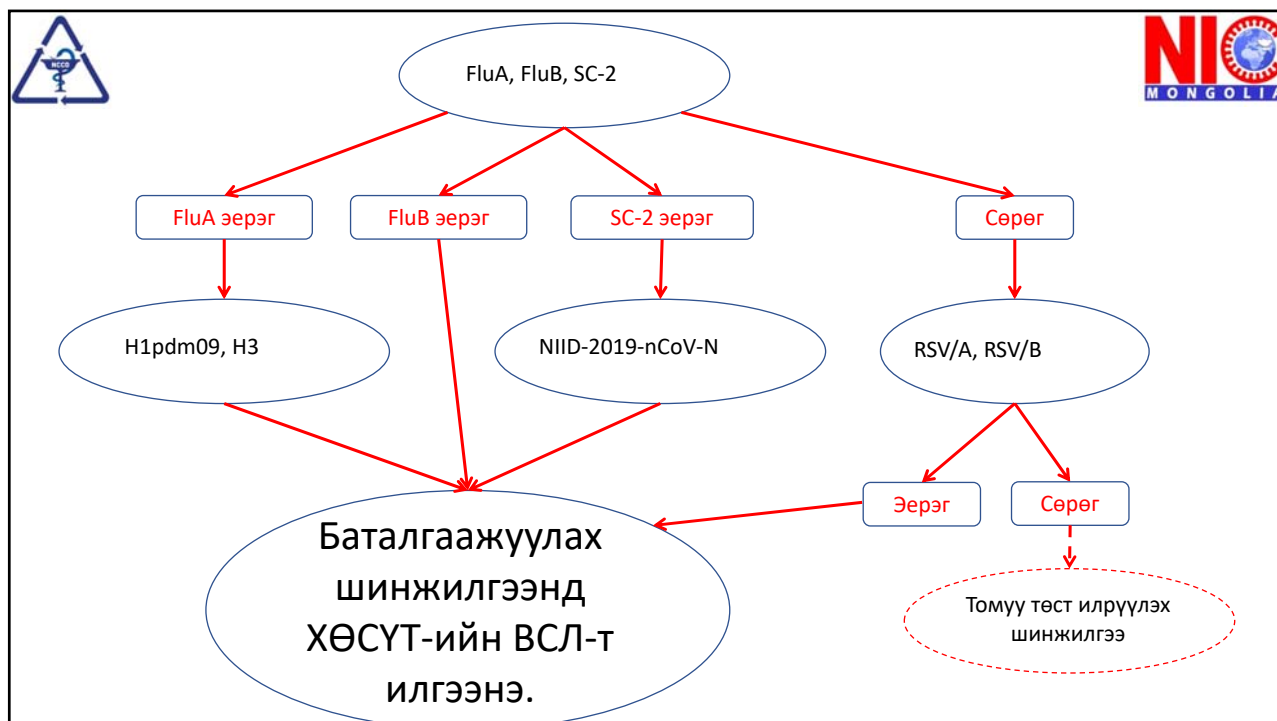 NCCD
NIC
MONGOLIA
FluA, FluB, SC-2
FluA эерэг
FluB эерэг
SC-2 эерэг
Сөрөг
H1pdm09, H3
NIID-2019-nCoV-N
RSV/A, RSV/B
Эерэг
Сөрөг
Баталгаажуулах
шинжилгээнд
ХӨСҮТ-ийн ВСЛ-т
илгээнэ.
Томуу төст илрүүлэх
шинжилгээ